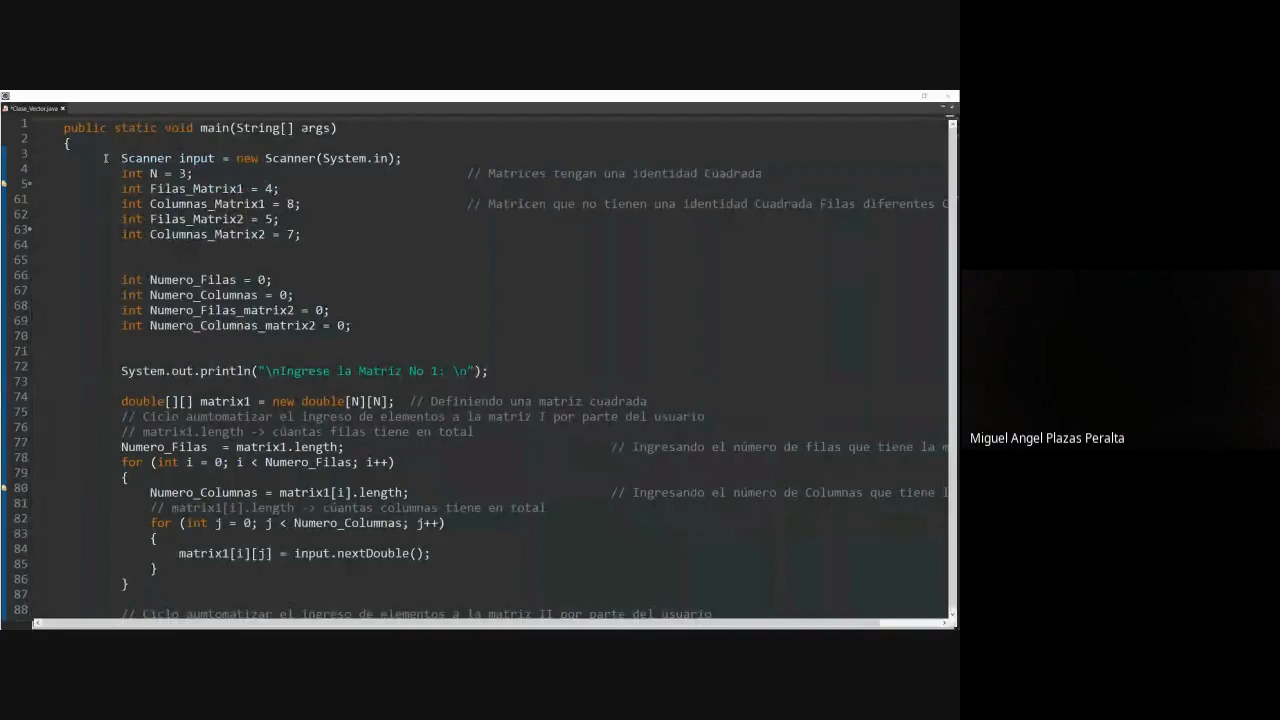 *Clase_Vector.java
1 public static void main(String[] args)
2 {
3 Scanner input = new Scanner(System.in);
4 int N = 3; // Matrices tengan una identidad Cuadrada
5 int Filas_Matrix1 = 4;
61 int Columnas_Matrix1 = 8; // Matricen que no tienen una identidad Cuadrada Filas diferentes C
62 int Filas_Matrix2 = 5;
63 int Columnas_Matrix2 = 7;
64
65
66 int Numero_Filas = 0;
67 int Numero_Columnas = 0;
68 int Numero_Filas_matrix2 = 0;
69 int Numero_Columnas_matrix2 = 0;
70
71
72 System.out.println("\nIngrese la Matriz No 1: \n");
73
74 double[][] matrix1 = new double[N][N]; // Definiendo una matriz cuadrada
75 // Ciclo aumtomatizar el ingreso de elementos a la matriz I por parte del usuario
76 // matrix1.length -> cuantas filas tiene en total
77 Numero_Filas = matrix1.length; // Ingresando el número de filas que tiene la m
78 for (int i = 0; i < Numero_Filas; i++)
79 {
80 Numero_Columnas = matrix1[i].length; // Ingresando el número de Columnas que tiene l
81 // matrix1[i].length -> cuantas columnas tiene en total
82 for (int j = 0; j < Numero_Columnas; j++)
83 {
84 matrix1[i][j] = input.nextDouble();
85 }
86 }
87
88 // Ciclo aumtomatizar el ingreso de elementos a la matriz II por parte del usuario
Miguel Angel Plazas Peralta